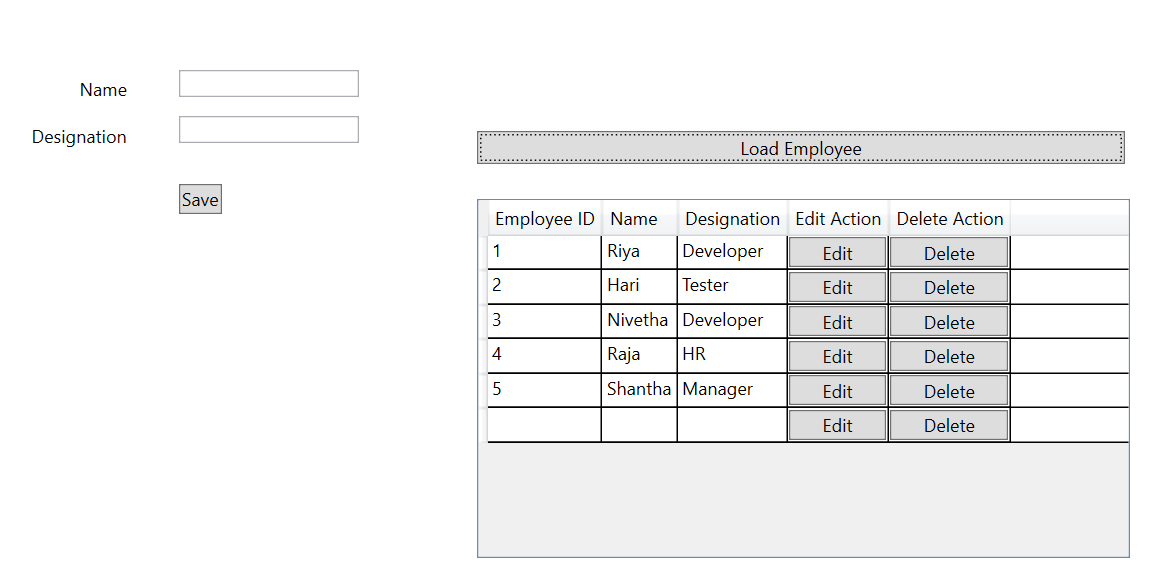 Name
Designation
Save
Load Employee
Employee ID Name Designation Edit Action Delete Action
1 Riya Developer Edit Delete
2 Hari Tester Edit Delete
3 Nivetha Developer Edit Delete
4 Raja HR Edit Delete
5 Shantha Manager Edit Delete
Edit Delete